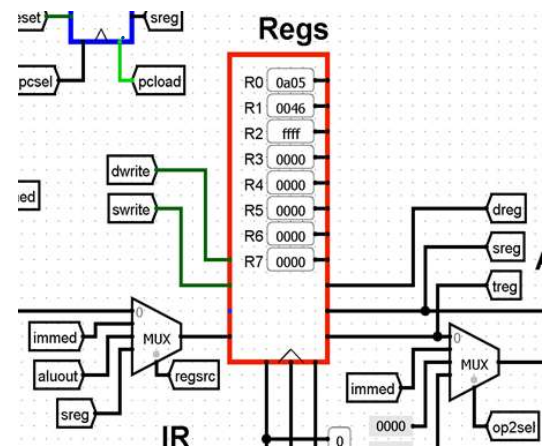 eset
sreg
Regs
pcsel
pcload
R0 0a05
R1 0046
R2 ffff
R3 0000
R4 0000
R5 0000
R6 0000
R7 0000
dwrite
swrite
ed
dreg
sreg
treg
A
0
MUX
immed
aluout
sreg
regsrc
0
MUX
immed
0000
op2sel
IR
0